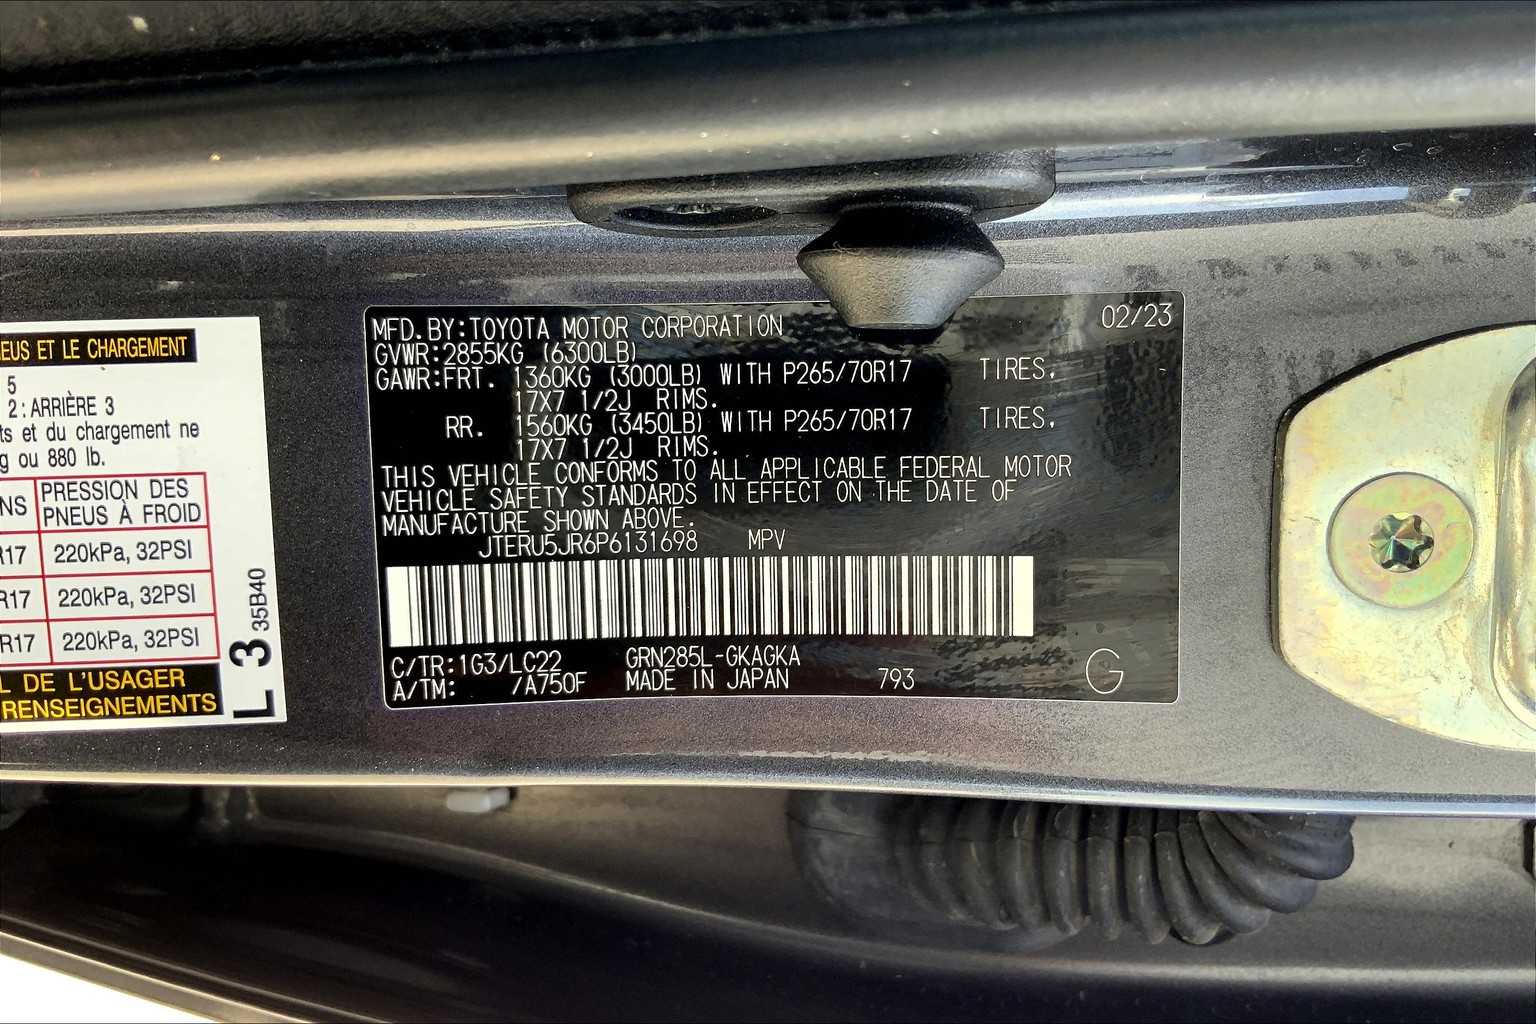 EUS ET LE CHARGEMENT
5
2 : ARRIÈRE 3
ts et du chargement ne
g ou 880 lb.
NS PRESSION DES
PNEUS À FROID
R17 220kPa, 32PSI
R17 220kPa, 32PSI
R17 220kPa, 32PSI
L DE L'USAGER
RENSEIGNEMENTS
L 3 35B40
MFD.BY:TOYOTA MOTOR CORPORATION 02/23
GVWR:2855KG (6300LB)
GAWR:FRT. 1360KG (3000LB) WITH P265/70R17 TIRES,
17X7 1/2J RIMS.
RR. 1560KG (3450LB) WITH P265/70R17 TIRES,
17X7 1/2J RIMS.
THIS VEHICLE CONFORMS TO ALL APPLICABLE FEDERAL MOTOR
VEHICLE SAFETY STANDARDS IN EFFECT ON THE DATE OF
MANUFACTURE SHOWN ABOVE.
JTERU5JR6P6131698 MPV
C/TR:1G3/LC22 GRN285L-GKAGKA
A/TM: /A750F MADE IN JAPAN 793 G